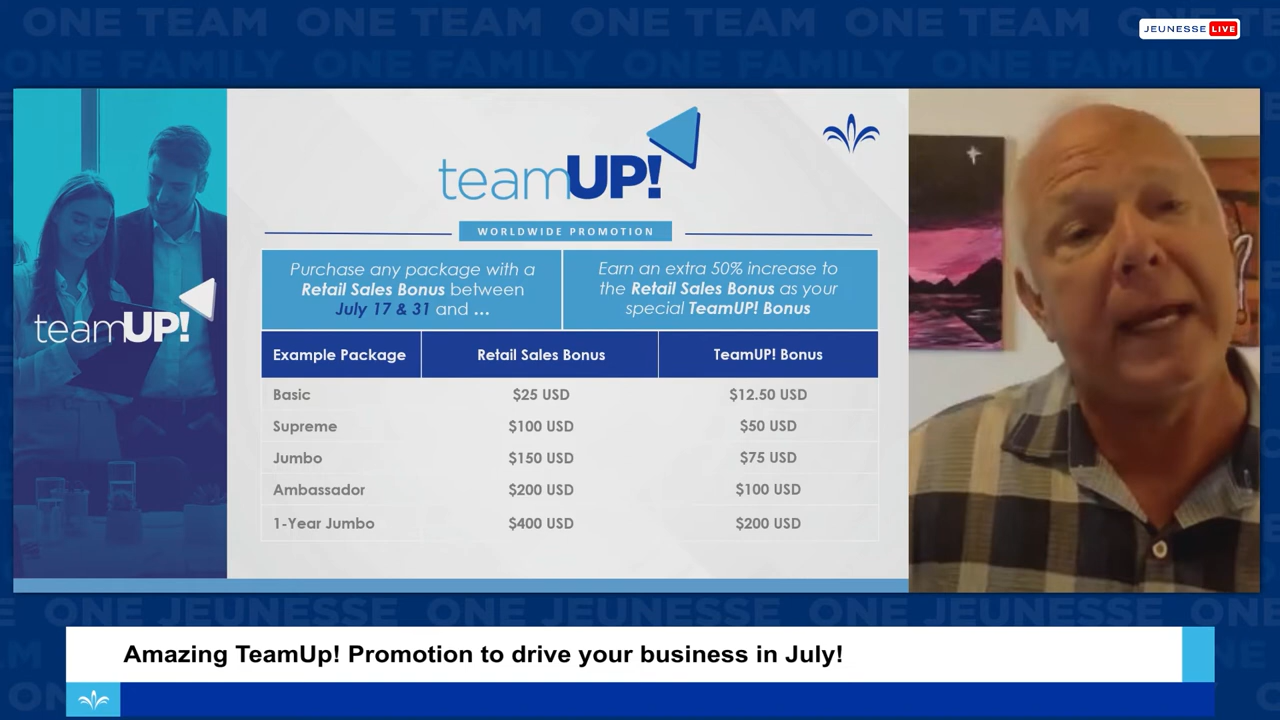 ONE TEAM ONE TEAM ONE TEAM ONE TE
JEUNESSE LIVE
ONE FAMILY ONE FAMILY ONE FAMILY
teamUP!
WORLDWIDE PROMOTION
Purchase any package with a
Retail Sales Bonus between
July 17 & 31 and ...
Earn an extra 50% increase to
the Retail Sales Bonus as your
special TeamUP! Bonus
teamUP!
Example Package Retail Sales Bonus TeamUP! Bonus
Basic $25 USD $12.50 USD
Supreme $100 USD $50 USD
Jumbo $150 USD $75 USD
Ambassador $200 USD $100 USD
1-Year Jumbo $400 USD $200 USD
ONE JEUNESSE ONE JEUNESSE ONE JEUNESSE
Amazing TeamUp! Promotion to drive your business in July!